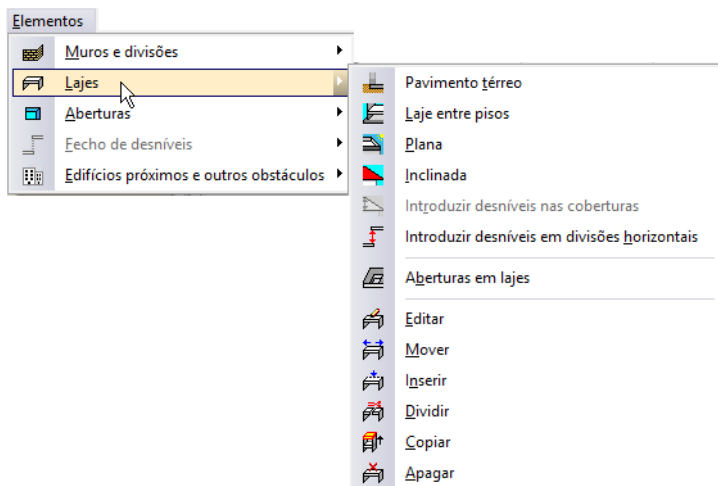 Elementos
Muros e divisões
Lajes
Aberturas
Fecho de desníveis
Edifícios próximos e outros obstáculos
Pavimento térreo
Laje entre pisos
Plana
Inclinada
Introduzir desníveis nas coberturas
Introduzir desníveis em divisões horizontais
Aberturas em lajes
Editar
Mover
Inserir
Dividir
Copiar
Apagar